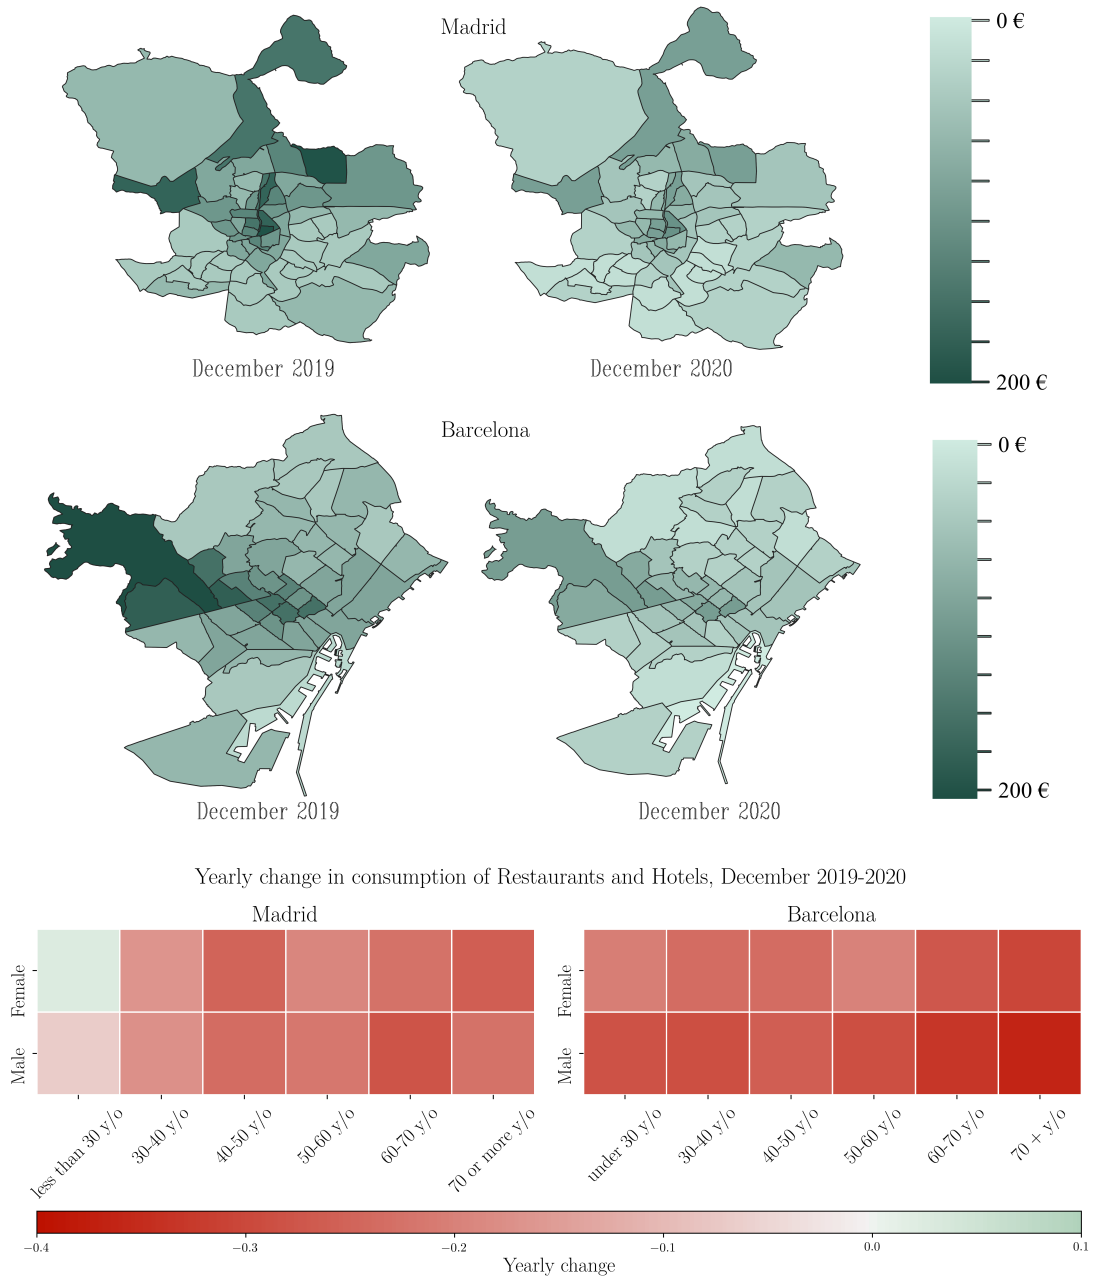 Madrid
0 €
200 €
December 2019
December 2020
Barcelona
0 €
200 €
December 2019
December 2020
Yearly change in consumption of Restaurants and Hotels, December 2019-2020
Madrid
Barcelona
Female
Male
Female
Male
less than 30 y/o
30-40 y/o
40-50 y/o
50-60 y/o
60-70 y/o
70 or more y/o
under 30 y/o
30-40 y/o
40-50 y/o
50-60 y/o
60-70 y/o
70 + y/o
−0.4
−0.3
−0.2
−0.1
0.0
0.1
Yearly change